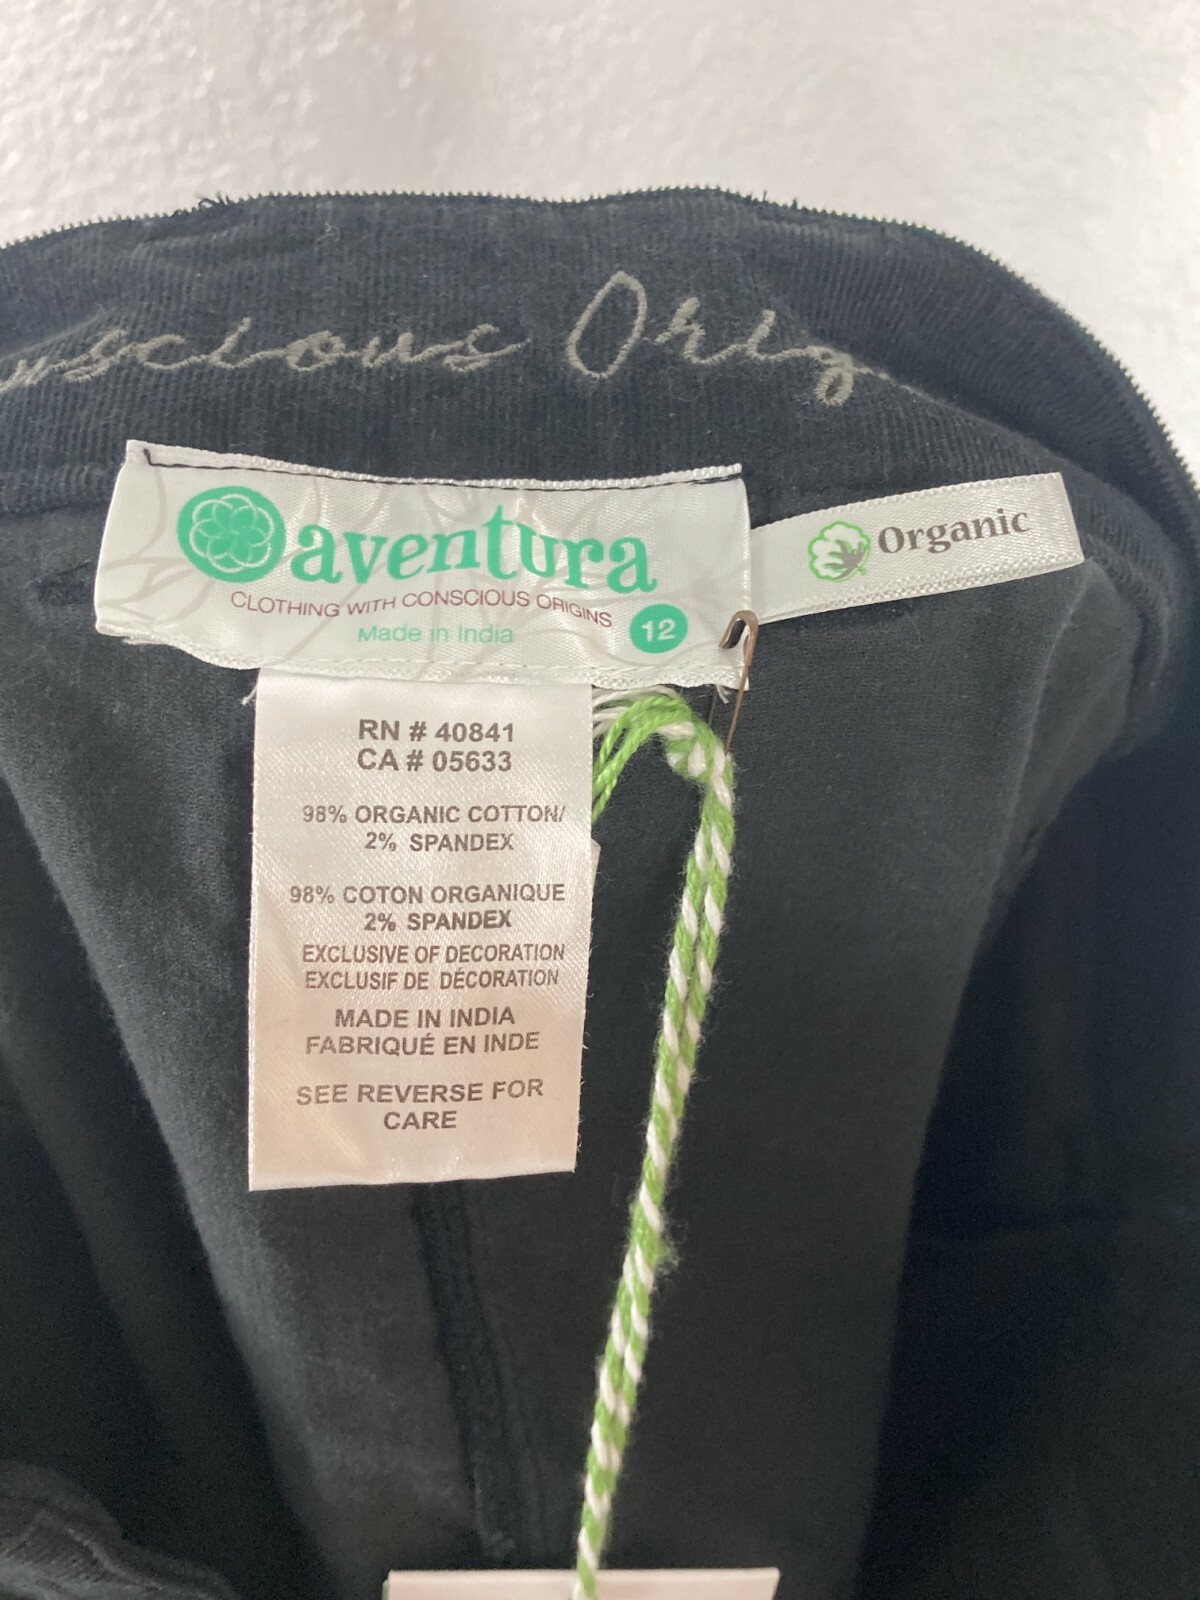 nscious Orig
aventura
CLOTHING WITH CONSCIOUS ORIGINS
Made in India
12
Organic
RN # 40841
CA # 05633
98% ORGANIC COTTON/
2% SPANDEX
98% COTON ORGANIQUE
2% SPANDEX
EXCLUSIVE OF DECORATION
EXCLUSIF DE DÉCORATION
MADE IN INDIA
FABRIQUÉ EN INDE
SEE REVERSE FOR
CARE